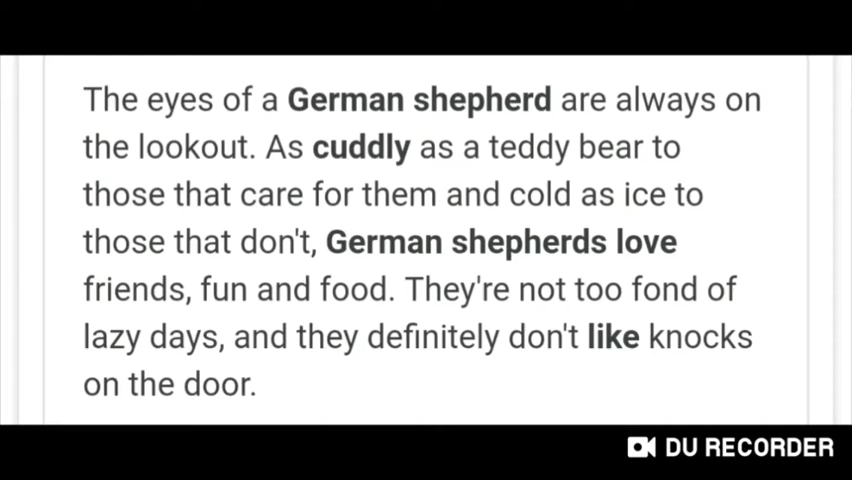 The eyes of a German shepherd are always on
the lookout. As cuddly as a teddy bear to
those that care for them and cold as ice to
those that don't, German shepherds love
friends, fun and food. They're not too fond of
lazy days, and they definitely don't like knocks
on the door.
DU RECORDER